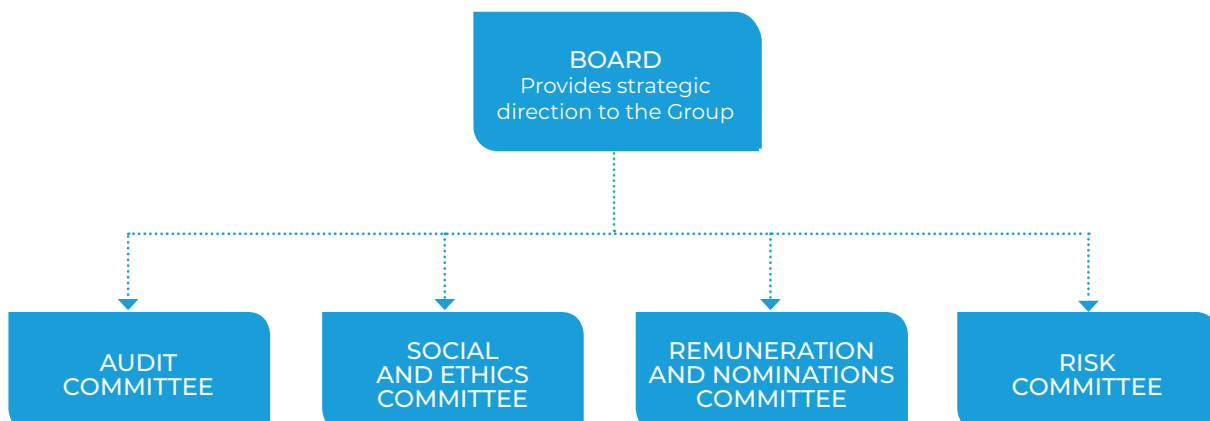 BOARD
Provides strategic
direction to the Group
AUDIT
COMMITTEE
SOCIAL
AND ETHICS
COMMITTEE
REMUNERATION
AND NOMINATIONS
COMMITTEE
RISK
COMMITTEE